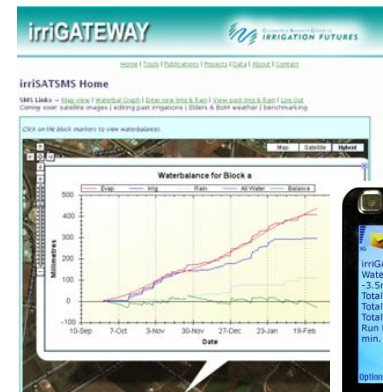 irriGATEWAY
IRRIGATION FUTURES
Home | Tools | Publications | Projects | Data | About | Contact
irriSATSMS Home
SMS Links - Map view | Waterbal Graph | Enter new Irrig & Rain | View past Irrig & Rain | Log Out
Coming soon: satellite images | editing past irrigations | Elders & BoM weather | benchmarking
Click on the block markers to view waterbalances
Map Satellite Hybrid
Waterbalance for Block a
Evap Irrig Rain All Water Balance
500
400
300
200
100
0
-100
Millimetres
10-Sep 7-Oct 3-Nov 30-Nov 27-Dec 23-Jan 19-Feb
Date
irriGA
Wate
-3.5m
Total
Total
Total
Run t
min.
Option